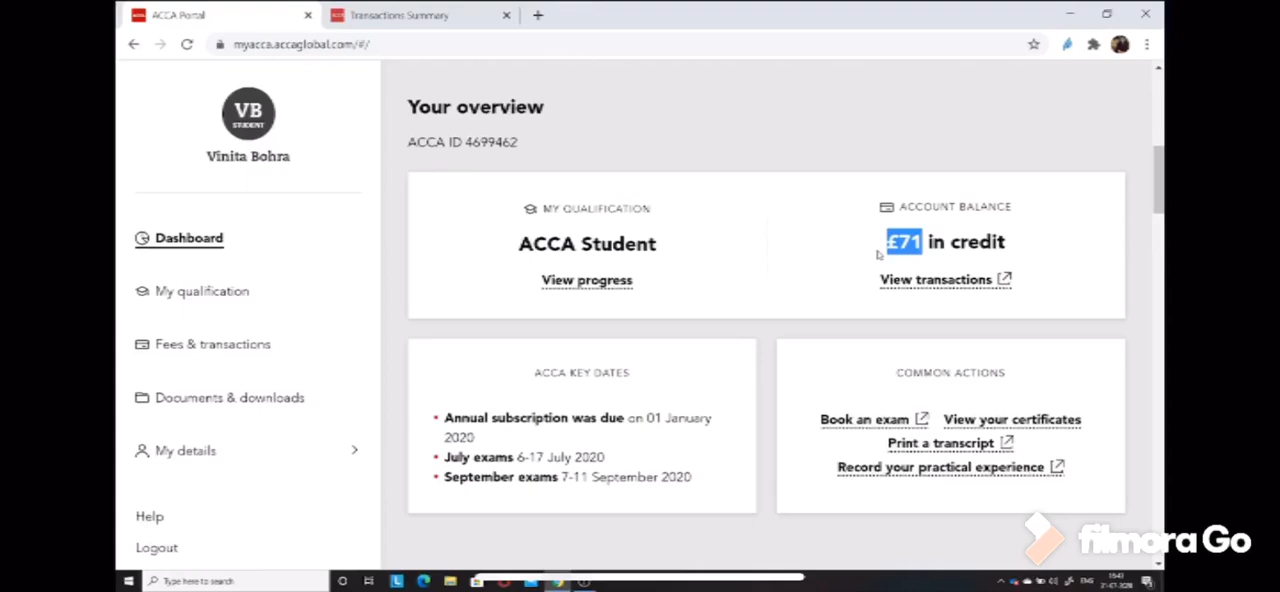 ACCA Portal
Transactions Summary
myacca.accaglobal.com/#/
VB
STUDENT
Vinita Bohra
Dashboard
My qualification
Fees & transactions
Documents & downloads
My details
Help
Logout
Your overview
ACCA ID 4699462
MY QUALIFICATION
ACCA Student
View progress
ACCOUNT BALANCE
£71 in credit
View transactions
ACCA KEY DATES
• Annual subscription was due on 01 January
2020
• July exams 6-17 July 2020
• September exams 7-11 September 2020
COMMON ACTIONS
Book an exam View your certificates
Print a transcript
Record your practical experience
filmora Go
Type here to search
ENG